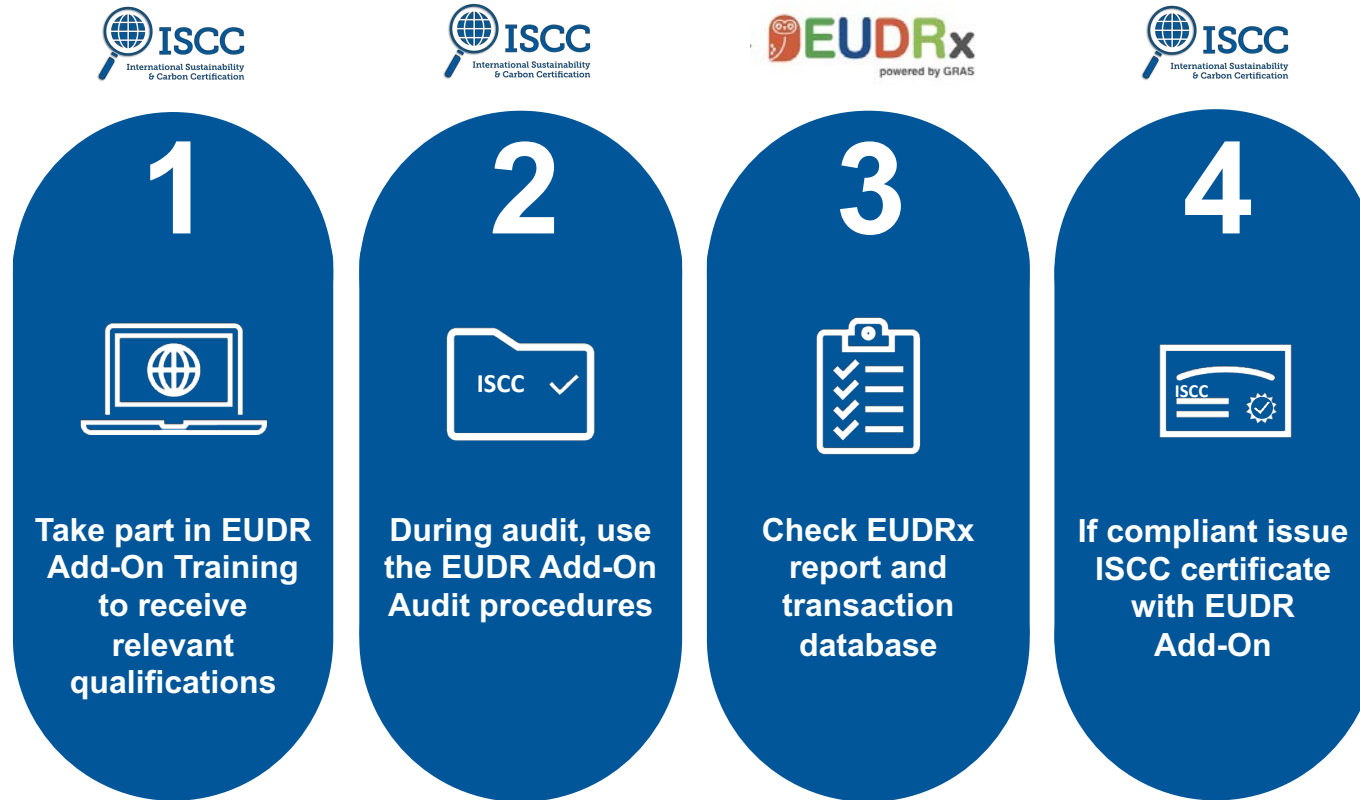 ISCC
International Sustainability
& Carbon Certification
ISCC
International Sustainability
& Carbon Certification
EUDRx
powered by GRAS
ISCC
International Sustainability
& Carbon Certification
1
Take part in EUDR
Add-On Training
to receive
relevant
qualifications
2
ISCC
During audit, use
the EUDR Add-On
Audit procedures
3
Check EUDRx
report and
transaction
database
4
ISCC
If compliant issue
ISCC certificate
with EUDR
Add-On